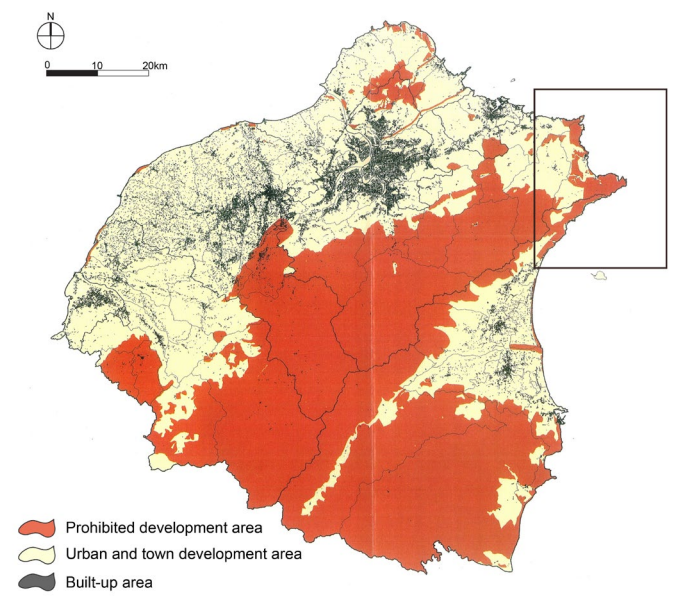 N
0 10 20km
Prohibited development area
Urban and town development area
Built-up area